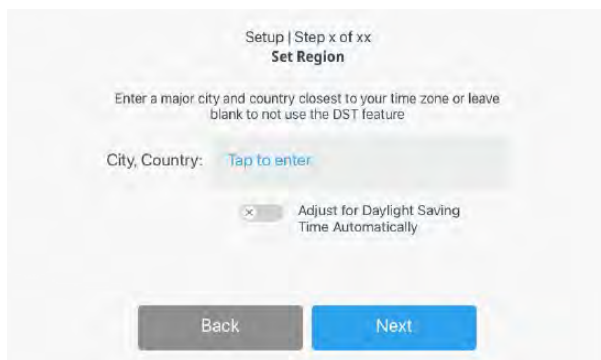 Setup | Step x of xx
Set Region
Enter a major city and country closest to your time zone or leave
blank to not use the DST feature
City, Country: Tap to enter
Adjust for Daylight Saving
Time Automatically
Back Next